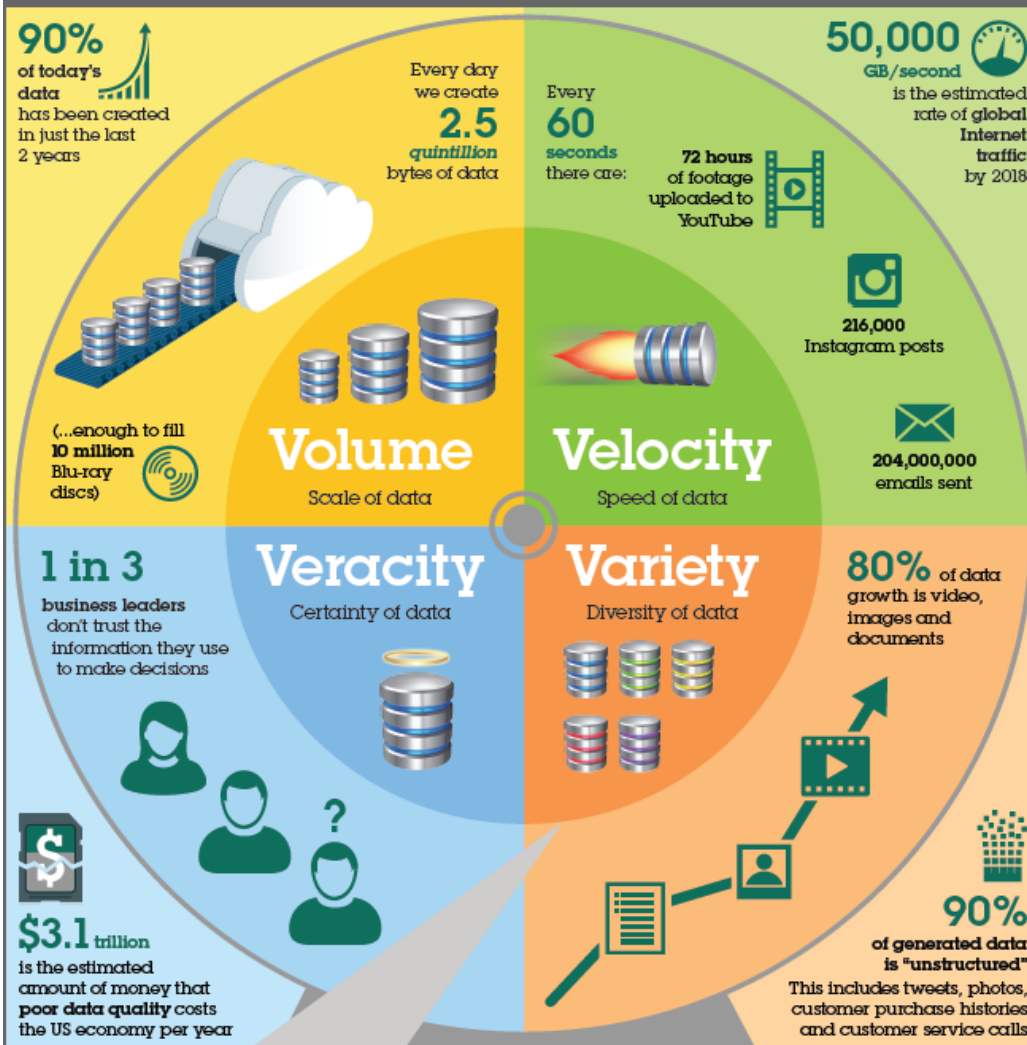 90%
of today's
data
has been created
in just the last
2 years
Every day
we create
2.5
quintillion
bytes of data
(...enough to fill
10 million
Blu-ray
discs)
Volume
Scale of data
Every
60
seconds
there are:
72 hours
of footage
uploaded to
YouTube
50,000
GB/second
is the estimated
rate of global
Internet
traffic
by 2018
216,000
Instagram posts
204,000,000
emails sent
Velocity
Speed of data
1 in 3
business leaders
don't trust the
information they use
to make decisions
Veracity
Certainty of data
?
$
$3.1 trillion
is the estimated
amount of money that
poor data quality costs
the US economy per year
Variety
Diversity of data
80% of data
growth is video,
images and
documents
90%
of generated data
is "unstructured"
This includes tweets, photos,
customer purchase histories
and customer service calls